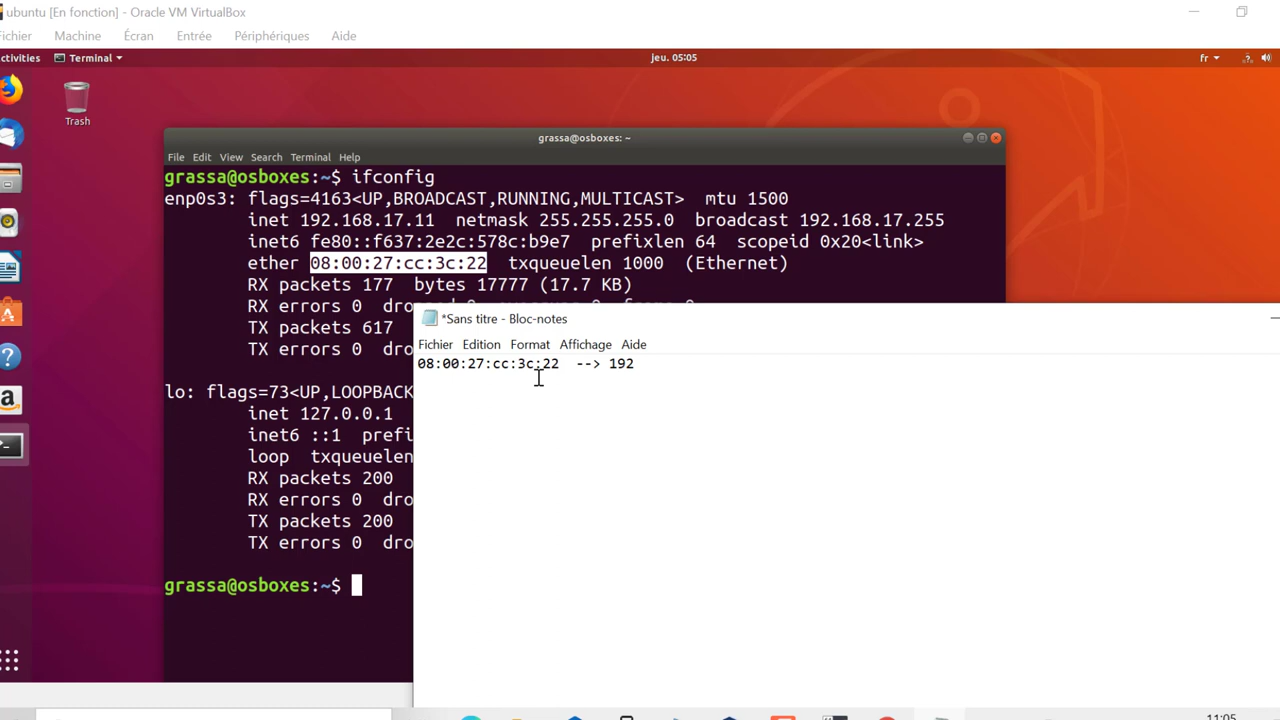 ubuntu [En fonction] - Oracle VM VirtualBox
ichier Machine Écran Entrée Périphériques Aide
ctivities Terminal jeu. 05:05 fr
Trash
grassa@osboxes: ~
File Edit View Search Terminal Help
grassa@osboxes:~$ ifconfig
enp0s3: flags=4163<UP,BROADCAST,RUNNING,MULTICAST> mtu 1500
inet 192.168.17.11 netmask 255.255.255.0 broadcast 192.168.17.255
inet6 fe80::f637:2e2c:578c:b9e7 prefixlen 64 scopeid 0x20<link>
ether 08:00:27:cc:3c:22 txqueuelen 1000 (Ethernet)
RX packets 177 bytes 17777 (17.7 KB)
RX errors 0
TX packets 617
TX errors 0 dro
lo: flags=73<UP,LOOPBACK
inet 127.0.0.1
inet6 ::1 prefi
loop txqueuelen
RX packets 200
RX errors 0 dro
TX packets 200
TX errors 0 dro
grassa@osboxes:~$
*Sans titre - Bloc-notes
Fichier Edition Format Affichage Aide
08:00:27:cc:3c:22 --> 192
11:05